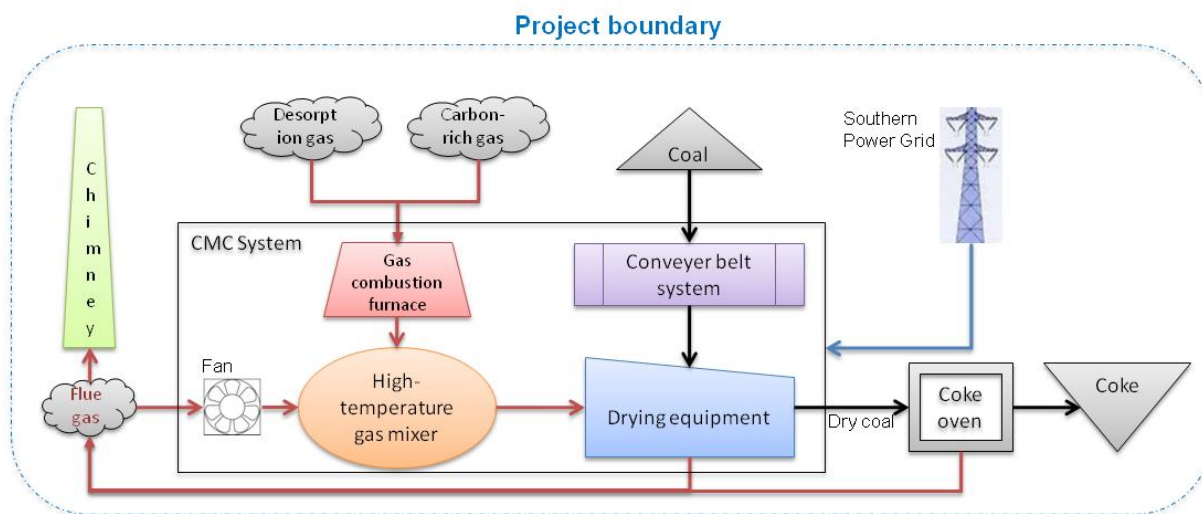 Project boundary
Desorpt
ion gas
Carbon-
rich gas
Coal
Southern
Power Grid
C
h
i
m
n
e
y
CMC System
Gas
combustion
furnace
Conveyer belt
system
Fan
Flue
gas
High-
temperature
gas mixer
Drying equipment
Dry coal
Coke
oven
Coke